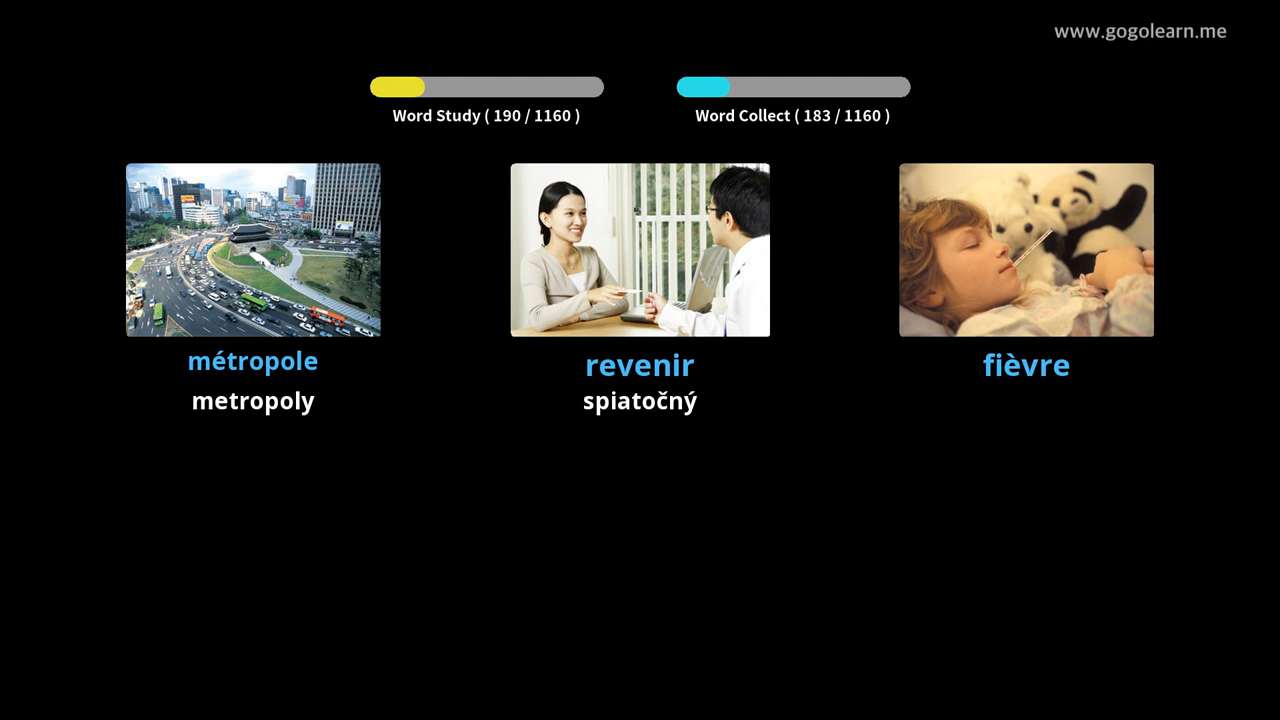 www.gogolearn.me
Word Study ( 190 / 1160 )
Word Collect ( 183 / 1160 )
métropole
metropoly
revenir
spiatočný
fièvre